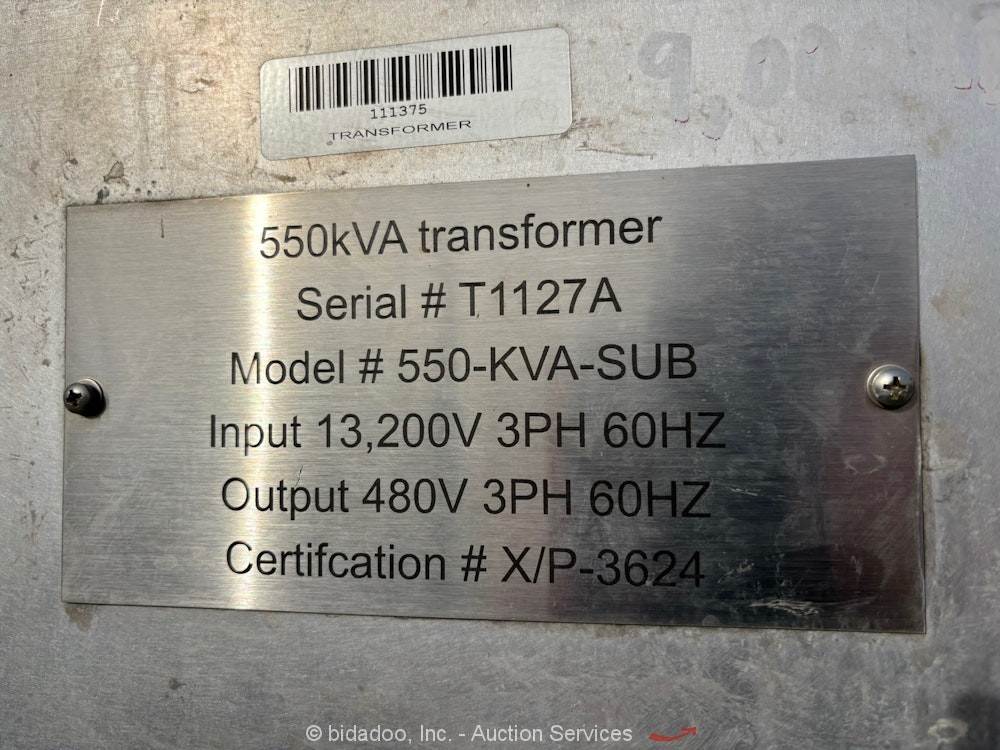 111375
TRANSFORMER
550kVA transformer
Serial # T1127A
Model # 550-KVA-SUB
Input 13,200V 3PH 60HZ
Output 480V 3PH 60HZ
Certifcation # X/P-3624
© bidadoo, Inc. - Auction Services